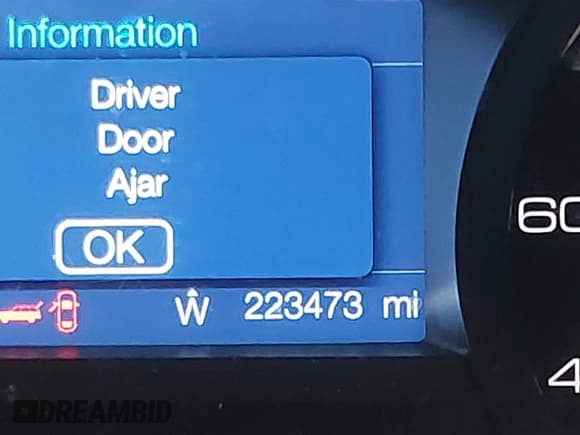 Information
Driver
Door
Ajar
OK
Ŵ 223473 mi
60
4
DREAMBID